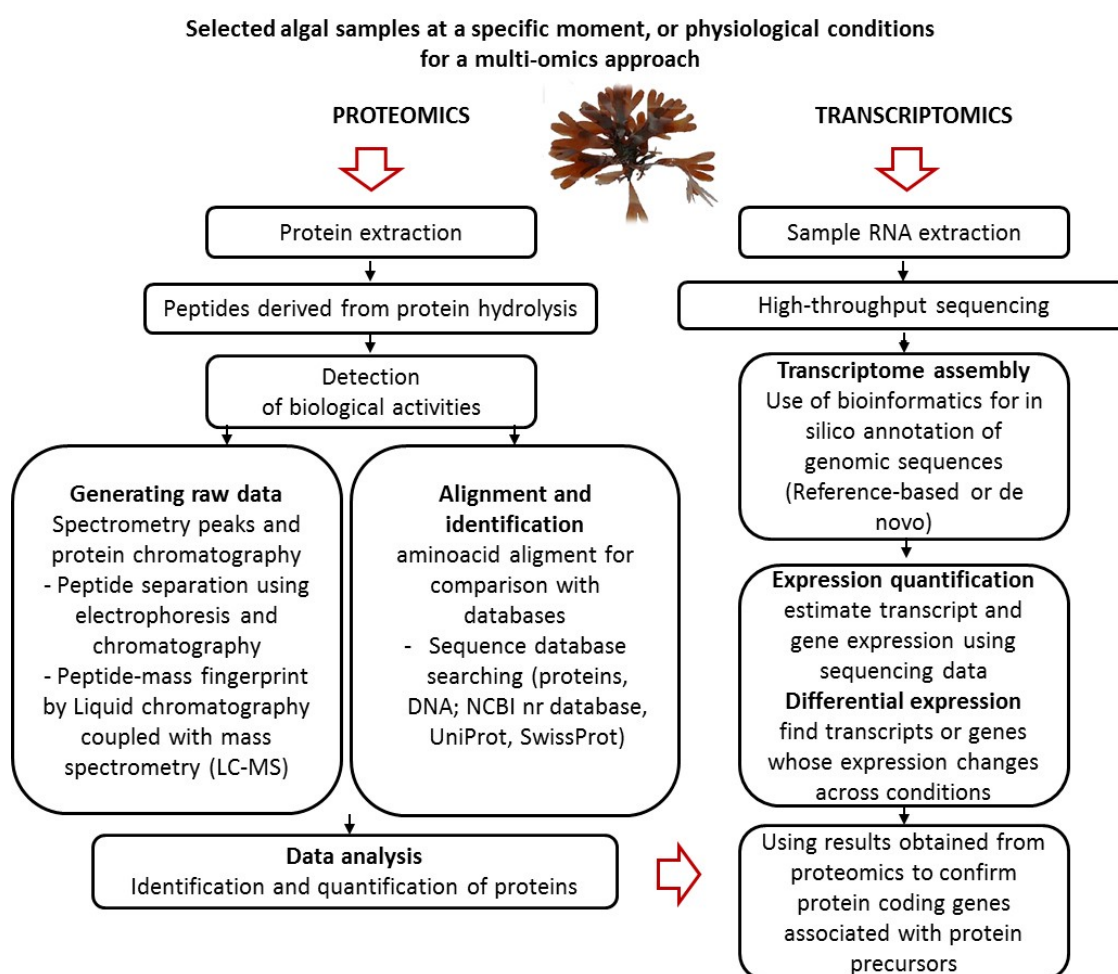 Selected algal samples at a specific moment, or physiological conditions
for a multi-omics approach
PROTEOMICS
Protein extraction
Peptides derived from protein hydrolysis
Detection
of biological activities
Generating raw data
Spectrometry peaks and
protein chromatography
- Peptide separation using
electrophoresis and
chromatography
- Peptide-mass fingerprint
by Liquid chromatography
coupled with mass
spectrometry (LC-MS)
Alignment and
identification
aminoacid aligment for
comparison with
databases
- Sequence database
searching (proteins,
DNA; NCBI nr database,
UniProt, SwissProt)
Data analysis
Identification and quantification of proteins
TRANSCRIPTOMICS
Sample RNA extraction
High-throughput sequencing
Transcriptome assembly
Use of bioinformatics for in
silico annotation of
genomic sequences
(Reference-based or de
novo)
Expression quantification
estimate transcript and
gene expression using
sequencing data
Differential expression
find transcripts or genes
whose expression changes
across conditions
Using results obtained from
proteomics to confirm
protein coding genes
associated with protein
precursors